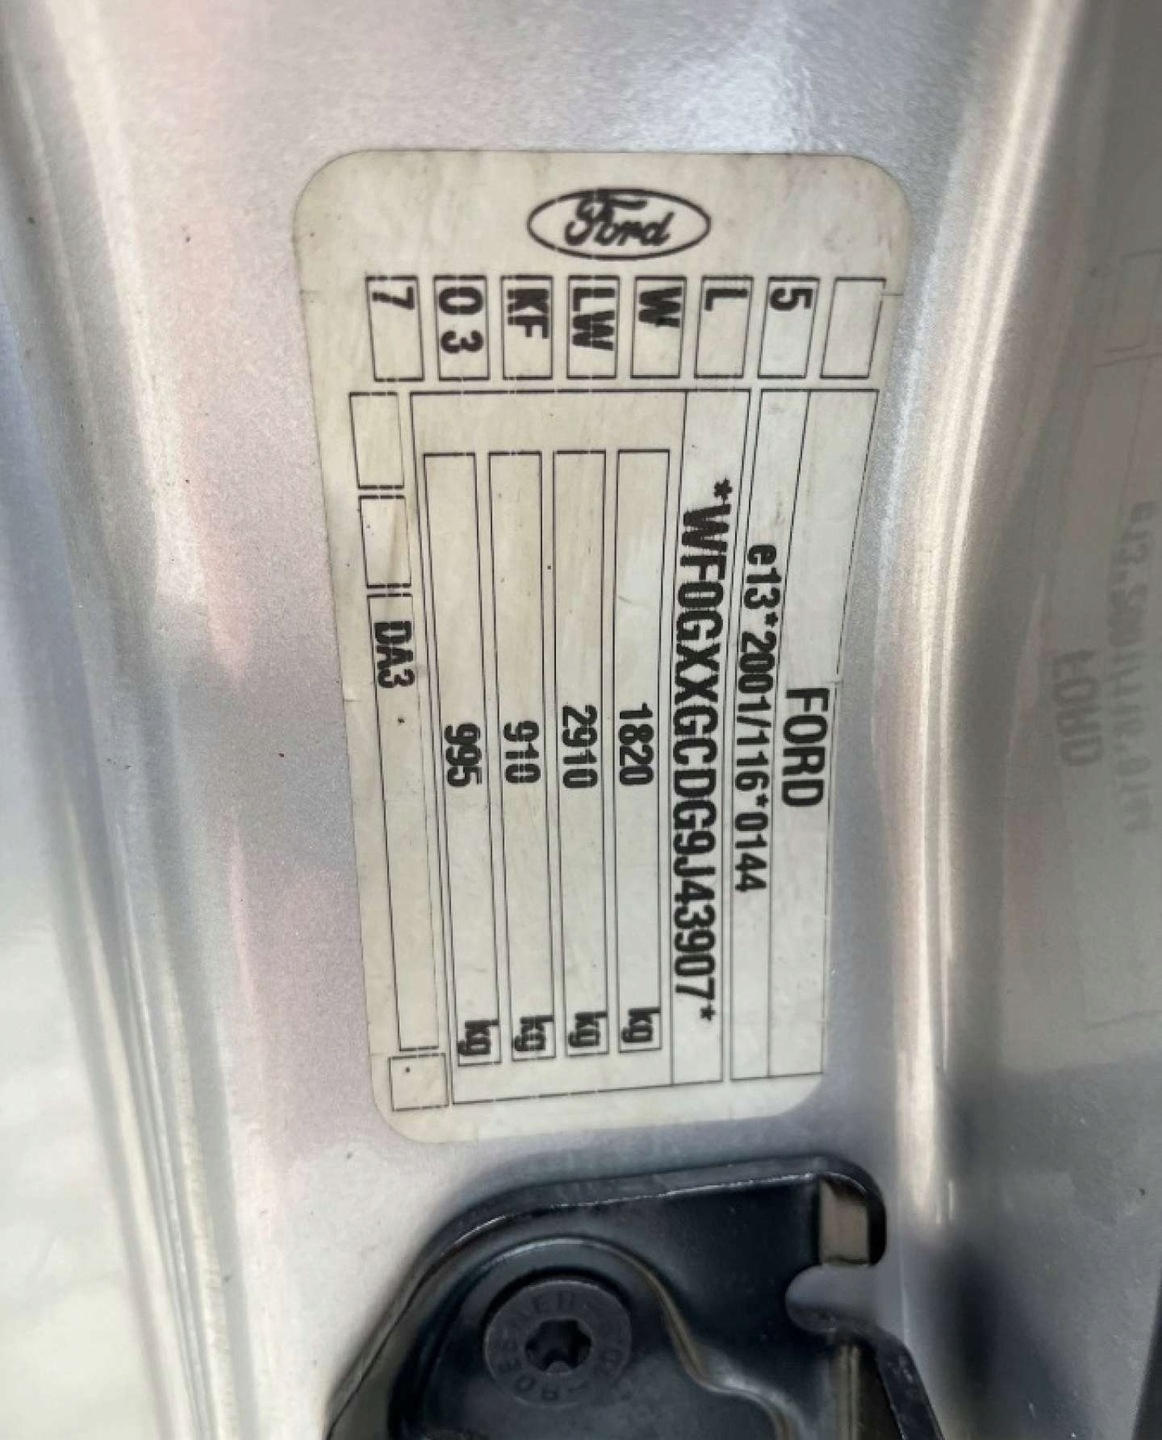 Ford
FORD
e13*2001/116*0144
*WF0GXXGCDG9J43907*
1820 kg
2910 kg
910 kg
995 kg
DA3
5
L
W
LW
KF
O 3
7